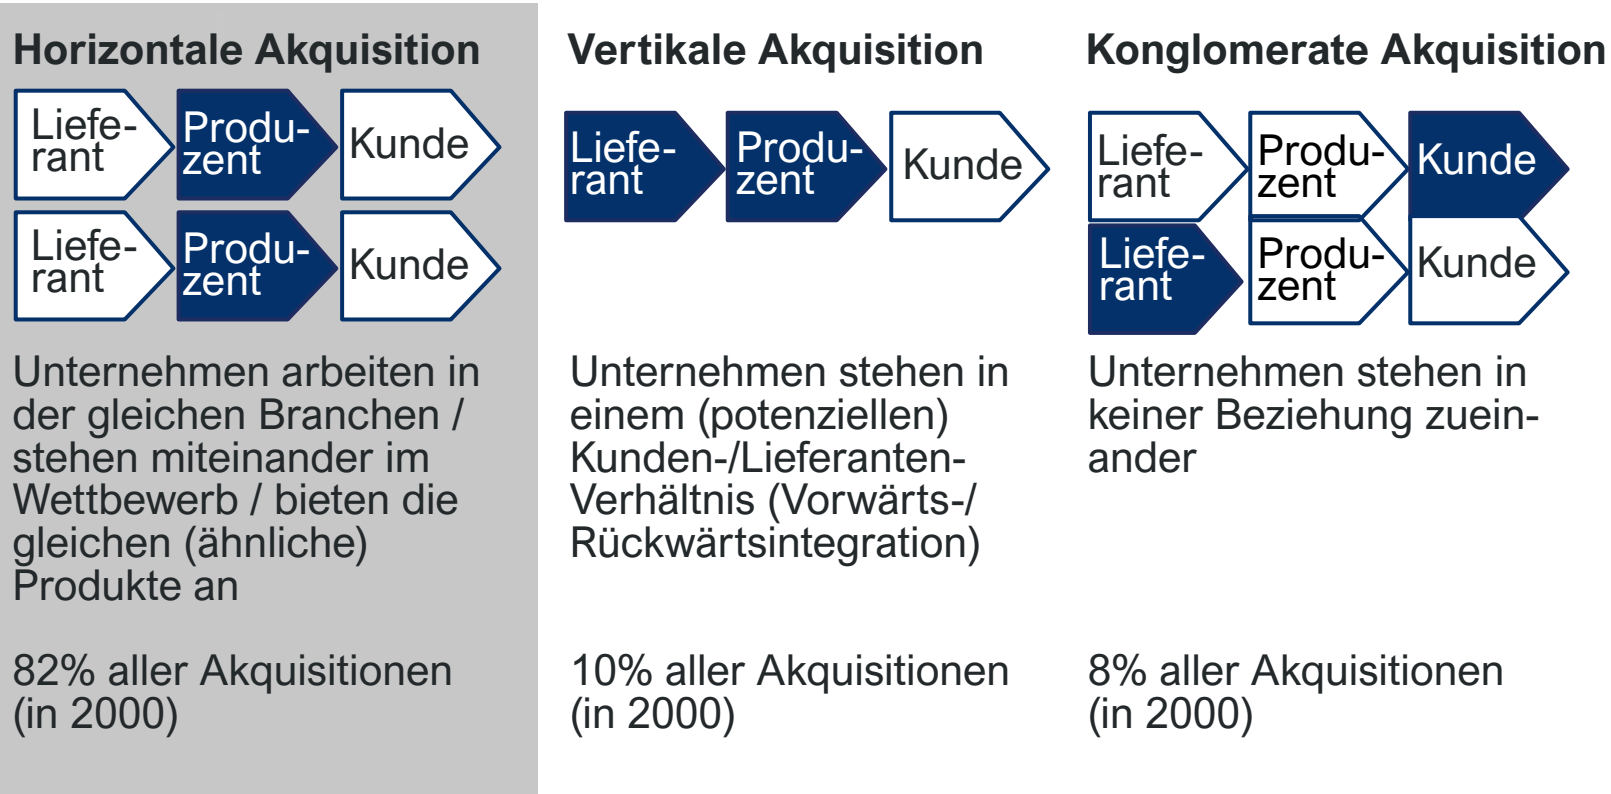 Horizontale Akquisition
Liefe-
rant
Produ-
zent
Kunde
Liefe-
rant
Produ-
zent
Kunde
Unternehmen arbeiten in
der gleichen Branchen /
stehen miteinander im
Wettbewerb / bieten die
gleichen (ähnliche)
Produkte an
82% aller Akquisitionen
(in 2000)
Vertikale Akquisition
Liefe-
rant
Produ-
zent
Kunde
Unternehmen stehen in
einem (potenziellen)
Kunden-/Lieferanten-
Verhältnis (Vorwärts-/
Rückwärtsintegration)
10% aller Akquisitionen
(in 2000)
Konglomerate Akquisition
Liefe-
rant
Produ-
zent
Kunde
Liefe-
rant
Produ-
zent
Kunde
Unternehmen stehen in
keiner Beziehung zuein-
ander
8% aller Akquisitionen
(in 2000)